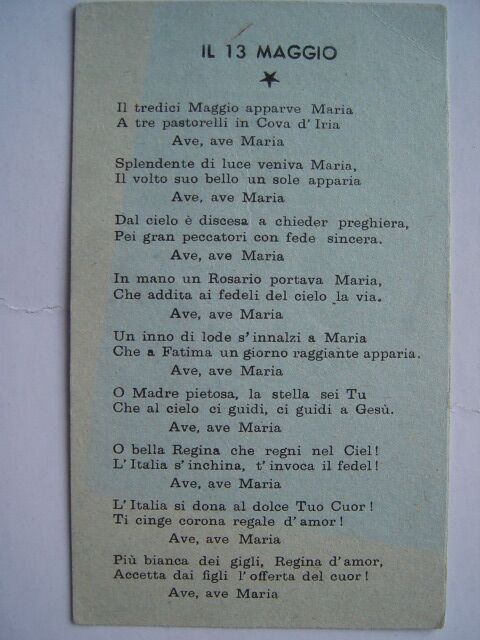 IL 13 MAGGIO
★
Il tredici Maggio apparve Maria
A tre pastorelli in Cova d'Iria
Ave, ave Maria
Splendente di luce veniva Maria,
Il volto suo bello un sole apparia
Ave, ave Maria
Dal cielo è discesa a chieder preghiera,
Pei gran peccatori con fede sincera.
Ave, ave Maria
In mano un Rosario portava Maria,
Che addita ai fedeli del cielo la via.
Ave, ave Maria
Un inno di lode s'innalzi a Maria
Che a Fatima un giorno raggiante apparia.
Ave, ave Maria
O Madre pietosa, la stella sei Tu
Che al cielo ci guidi, ci guidi a Gesù.
Ave, ave Maria
O bella Regina che regni nel Ciel!
L'Italia s'inchina, t'invoca il fedel!
Ave, ave Maria
L'Italia si dona al dolce Tuo Cuor!
Ti cinge corona regale d'amor!
Ave, ave Maria
Più bianca dei gigli, Regina d'amor,
Accetta dai figli l'offerta del cuor!
Ave, ave Maria